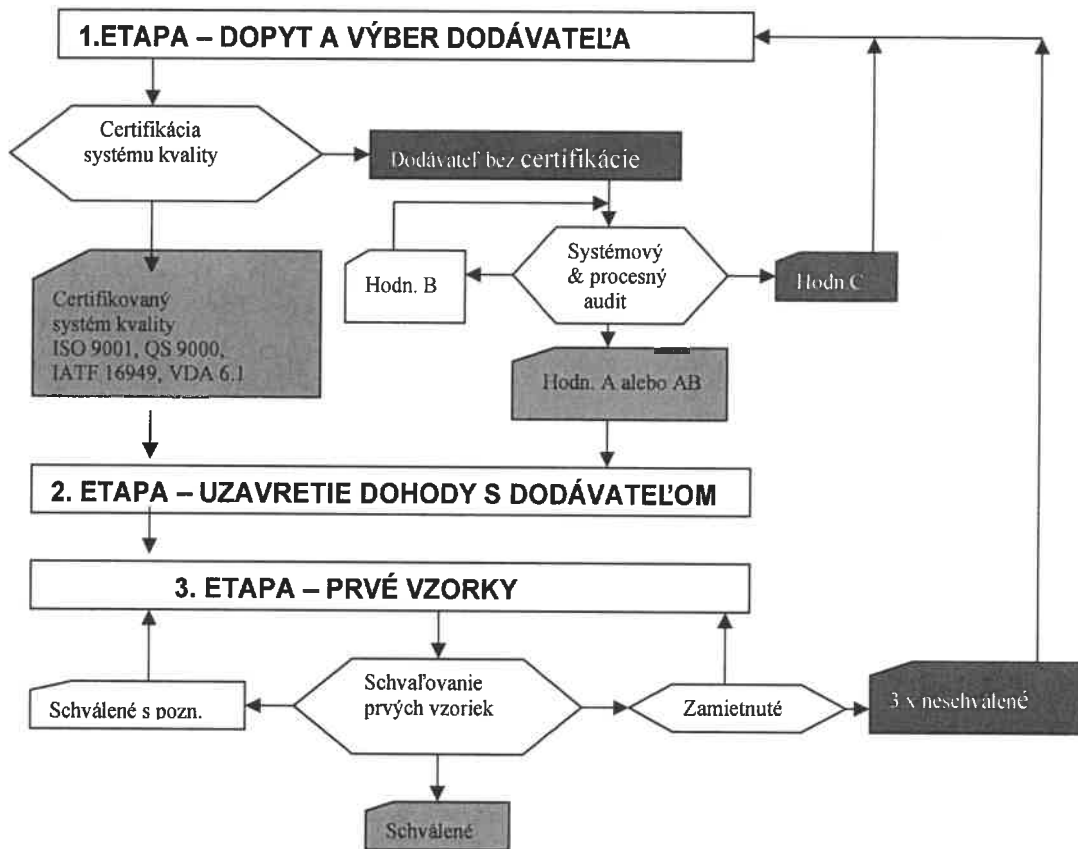 1.ETAPA – DOPYT A VÝBER DODÁVATEĽA
Certifikácia
systému kvality
Dodávateľ bez certifikácie
Systémový
& procesný
audit
Hodn. B
Hodn.C
Certifikovaný
systém kvality
ISO 9001, QS 9000,
IATF 16949, VDA 6.1
Hodn. A alebo AB
2. ETAPA – UZAVRETIE DOHODY S DODÁVATEĽOM
3. ETAPA – PRVÉ VZORKY
Schválené s pozn.
Schvaľovanie
prvých vzoriek
Zamietnuté
3 x neschválené
Schválené